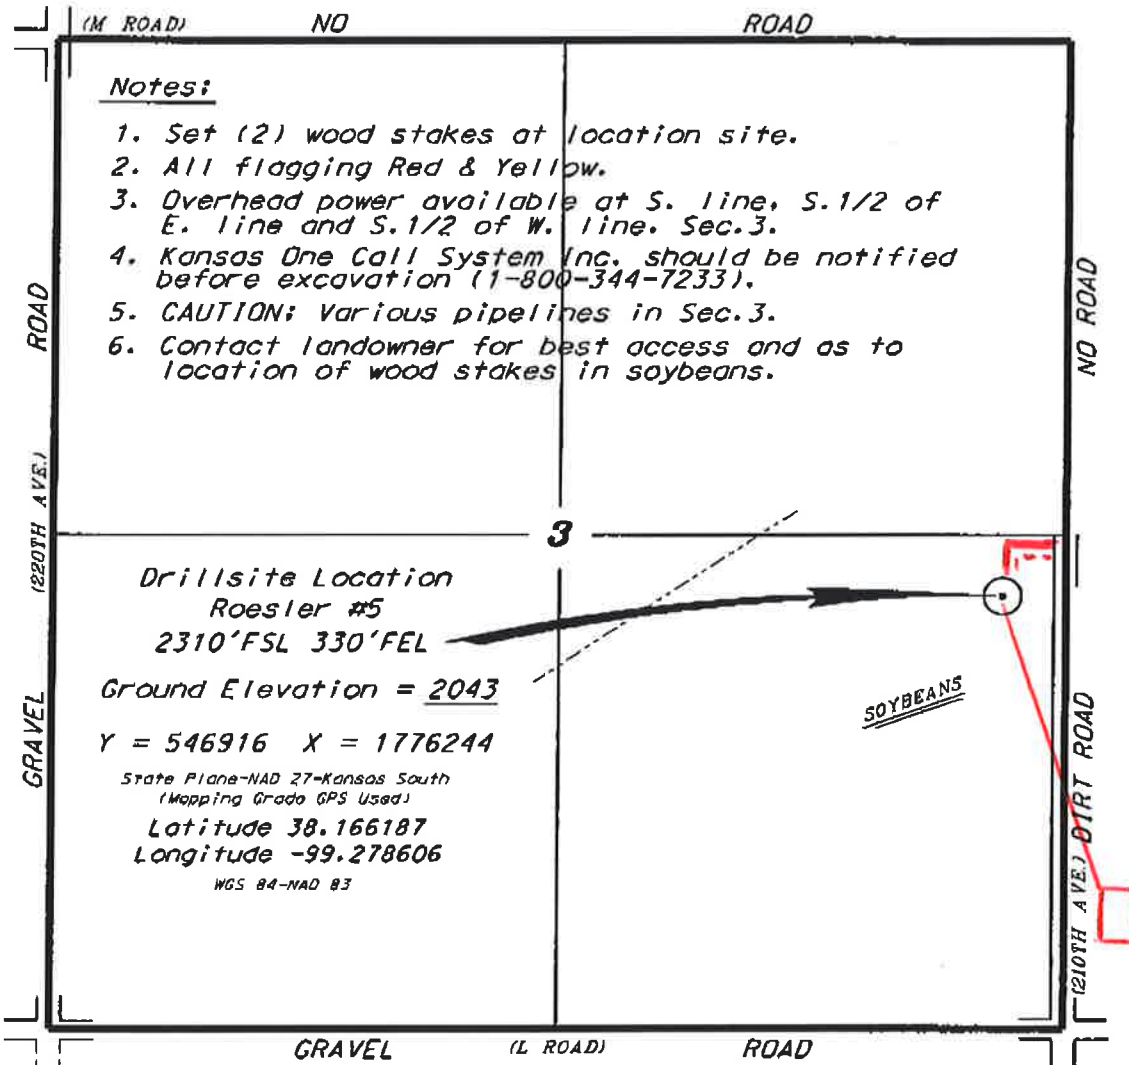 (M ROAD) NO ROAD
Notes:
1. Set (2) wood stakes at location site.
2. All flagging Red & Yellow.
3. Overhead power available at S. line, S.1/2 of
E. line and S.1/2 of W. line. Sec.3.
4. Kansas One Call System Inc. should be notified
before excavation (1-800-344-7233).
5. CAUTION: Various pipelines in Sec.3.
6. Contact landowner for best access and as to
location of wood stakes in soybeans.
ROAD
(220TH AVE.)
GRAVEL
NO ROAD
3
Drillsite Location
Roesler #5
2310'FSL 330'FEL
Ground Elevation = 2043
Y = 546916 X = 1776244
State Plane-NAD 27-Kansas South
(Mapping Grade GPS Used)
Latitude 38.166187
Longitude -99.278606
WGS 84-NAD 83
SOYBEANS
DIRT ROAD
(210TH AVE.)
GRAVEL (L ROAD) ROAD